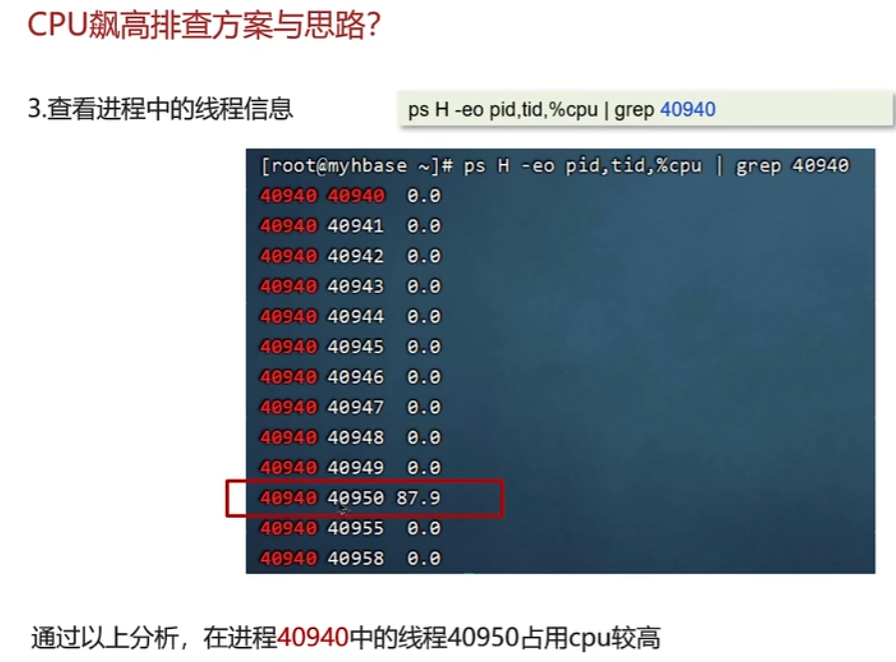 CPU飙高排查方案与思路？
3.查看进程中的线程信息
ps H -eo pid,tid,%cpu | grep 40940
[root@myhbase ~]# ps H -eo pid,tid,%cpu | grep 40940
40940 40940 0.0
40940 40941 0.0
40940 40942 0.0
40940 40943 0.0
40940 40944 0.0
40940 40945 0.0
40940 40946 0.0
40940 40947 0.0
40940 40948 0.0
40940 40949 0.0
40940 40950 87.9
40940 40955 0.0
40940 40958 0.0
通过以上分析，在进程40940中的线程40950占用cpu较高